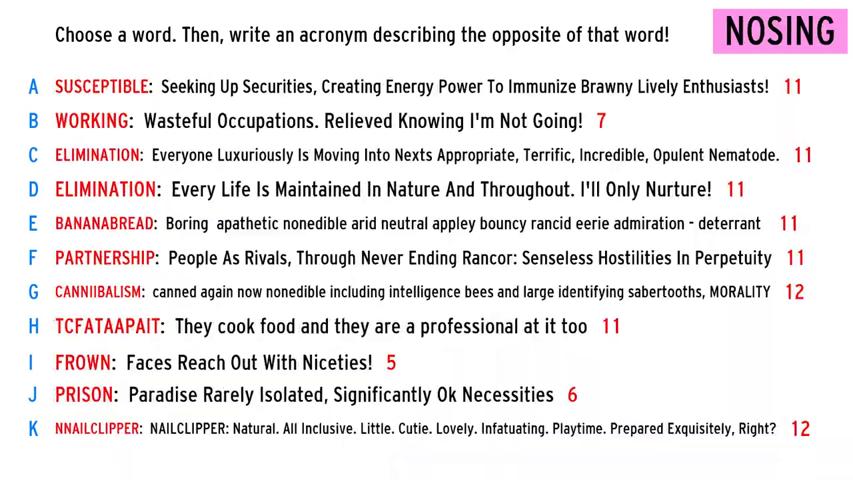 Choose a word. Then, write an acronym describing the opposite of that word!
NOSING
A SUSCEPTIBLE: Seeking Up Securities, Creating Energy Power To Immunize Brawny Lively Enthusiasts! 11
B WORKING: Wasteful Occupations. Relieved Knowing I'm Not Going! 7
C ELIMINATION: Everyone Luxuriously Is Moving Into Nexts Appropriate, Terrific, Incredible, Opulent Nematode. 11
D ELIMINATION: Every Life Is Maintained In Nature And Throughout. I'll Only Nurture! 11
E BANANABREAD: Boring apathetic nonedible arid neutral appley bouncy rancid eerie admiration - deterrant 11
F PARTNERSHIP: People As Rivals, Through Never Ending Rancor: Senseless Hostilities In Perpetuity 11
G CANNIIBALISM: canned again now nonedible including intelligence bees and large identifying sabertooths, MORALITY 12
H TCFATAAPAIT: They cook food and they are a professional at it too 11
I FROWN: Faces Reach Out With Niceties! 5
J PRISON: Paradise Rarely Isolated, Significantly Ok Necessities 6
K NNAILCLIPPER: NAILCLIPPER: Natural. All Inclusive. Little. Cutie. Lovely. Infatuating. Playtime. Prepared Exquisitely, Right? 12